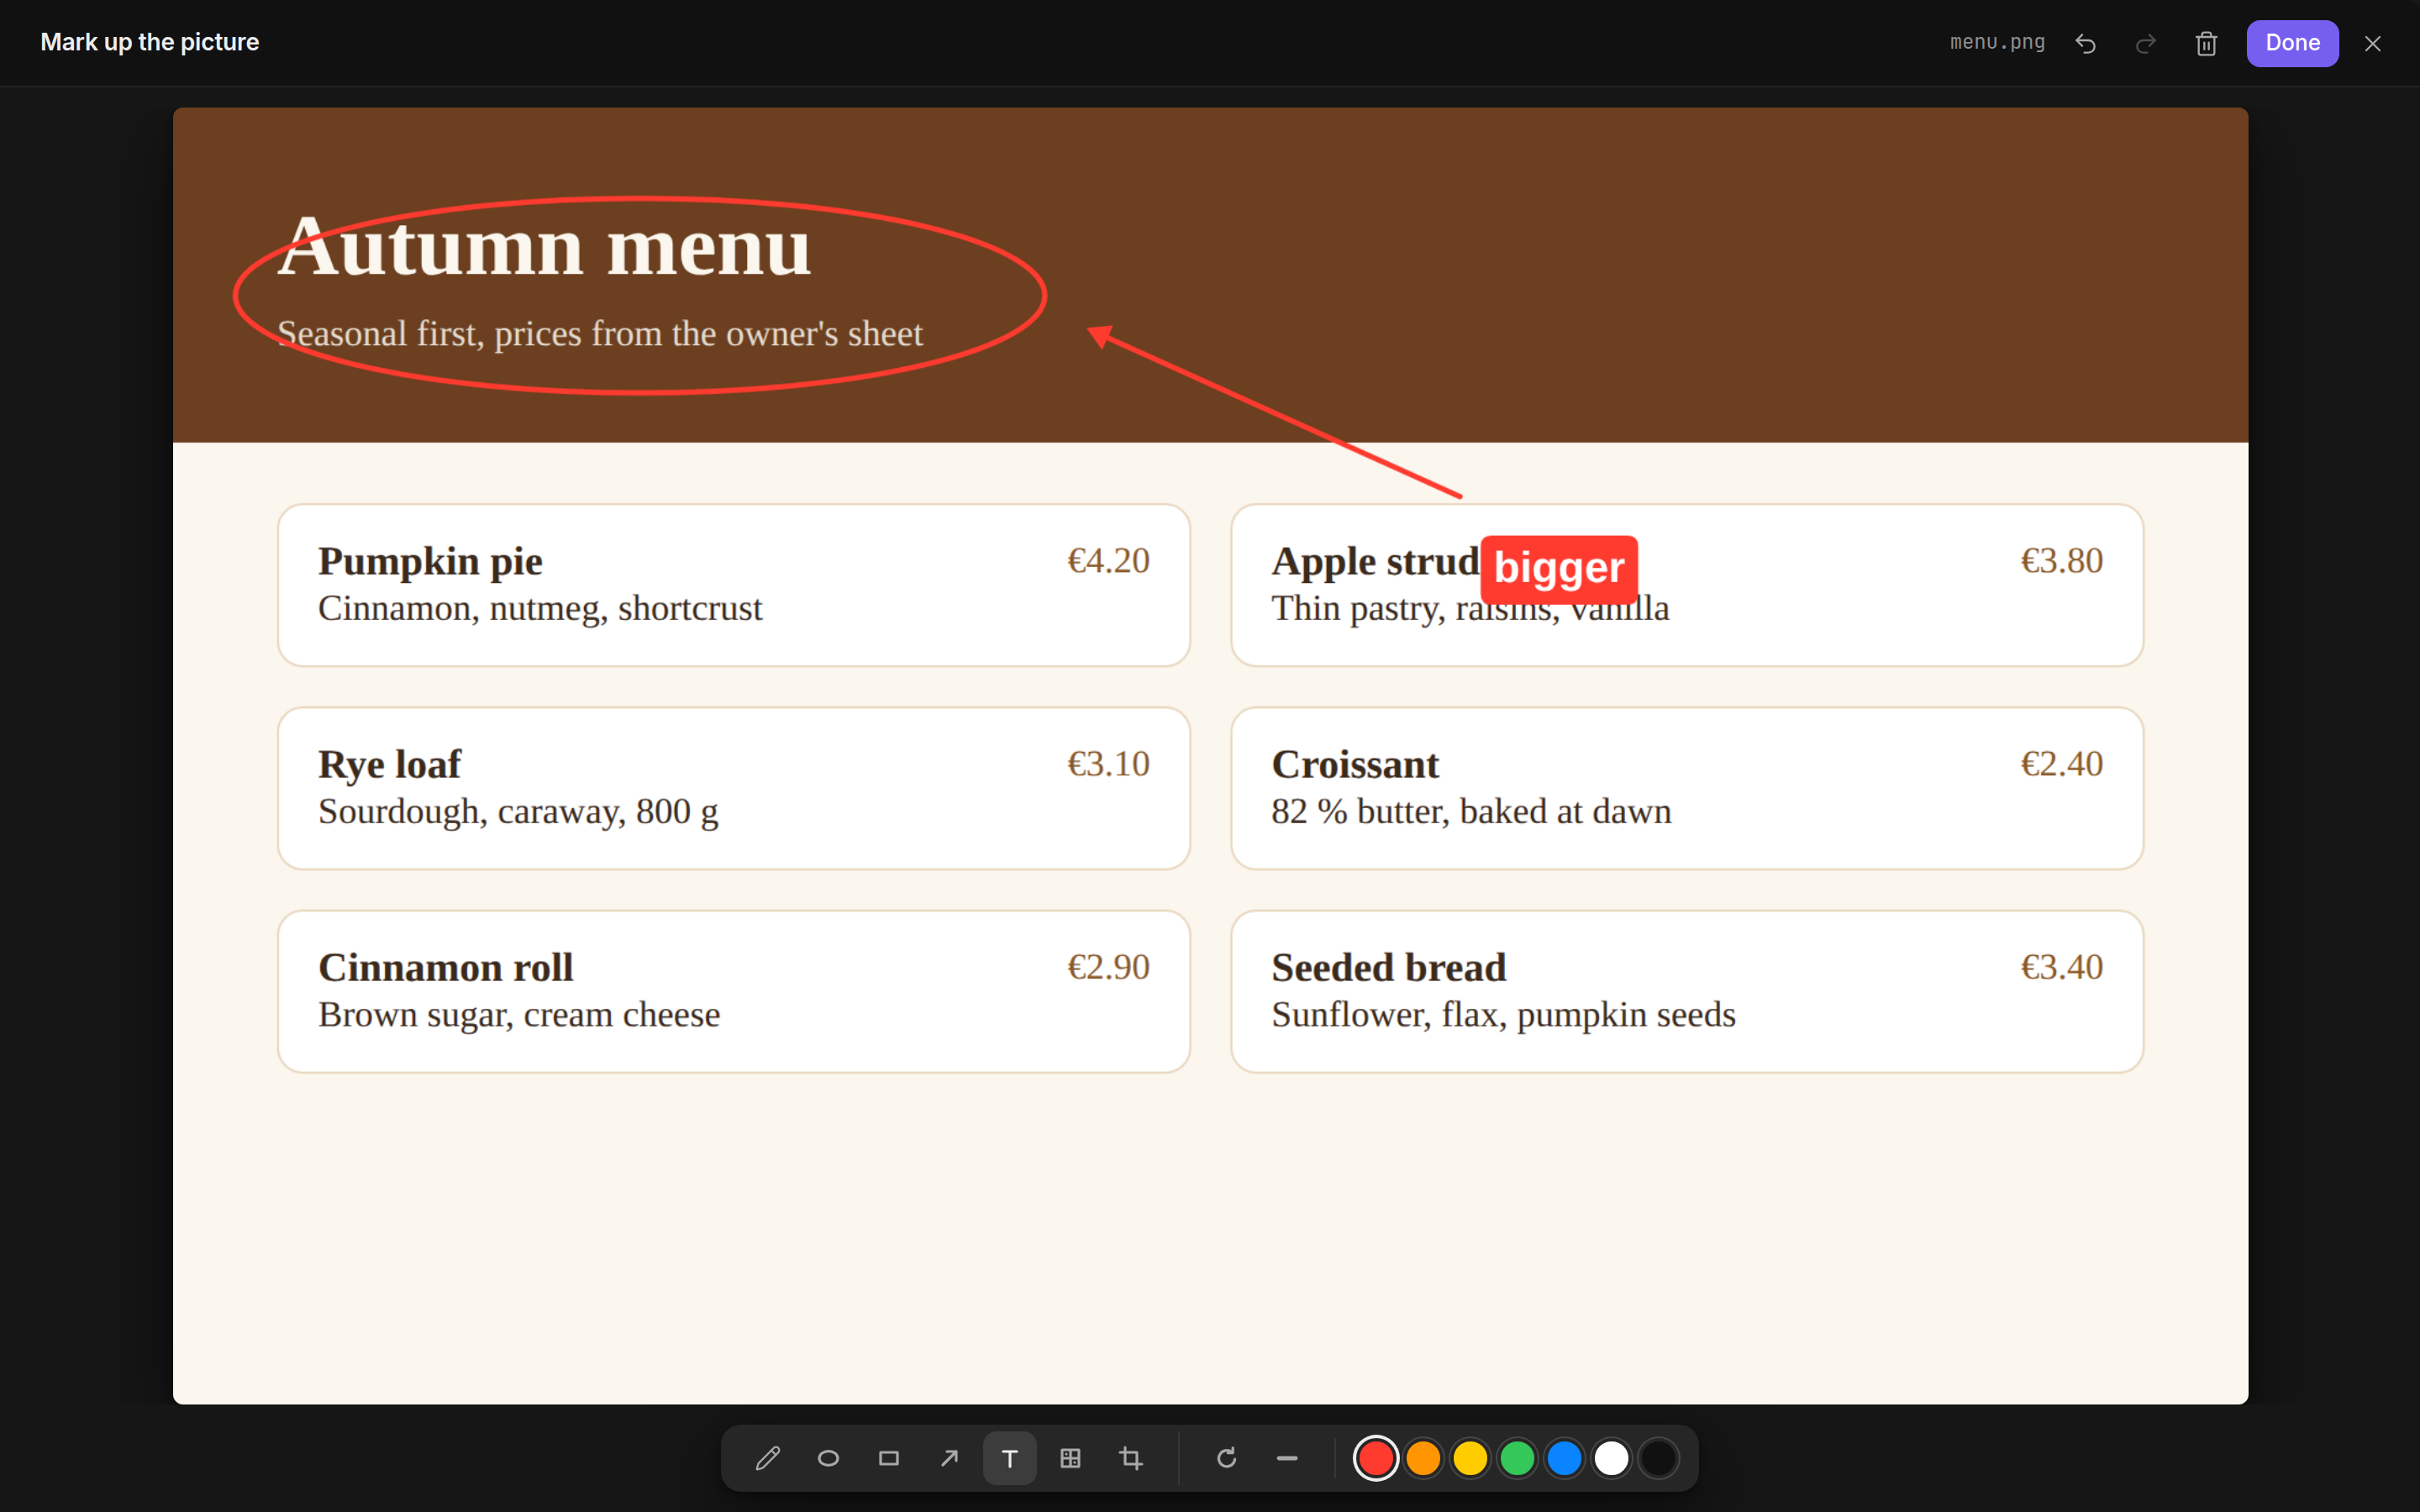 Mark up the picture
menu.png
Done
Autumn menu
Seasonal first, prices from the owner's sheet
Pumpkin pie €4.20
Cinnamon, nutmeg, shortcrust
Apple strud
bigger
€3.80
Thin pastry, raisins, vanilla
Rye loaf €3.10
Sourdough, caraway, 800 g
Croissant €2.40
82 % butter, baked at dawn
Cinnamon roll €2.90
Brown sugar, cream cheese
Seeded bread €3.40
Sunflower, flax, pumpkin seeds
T